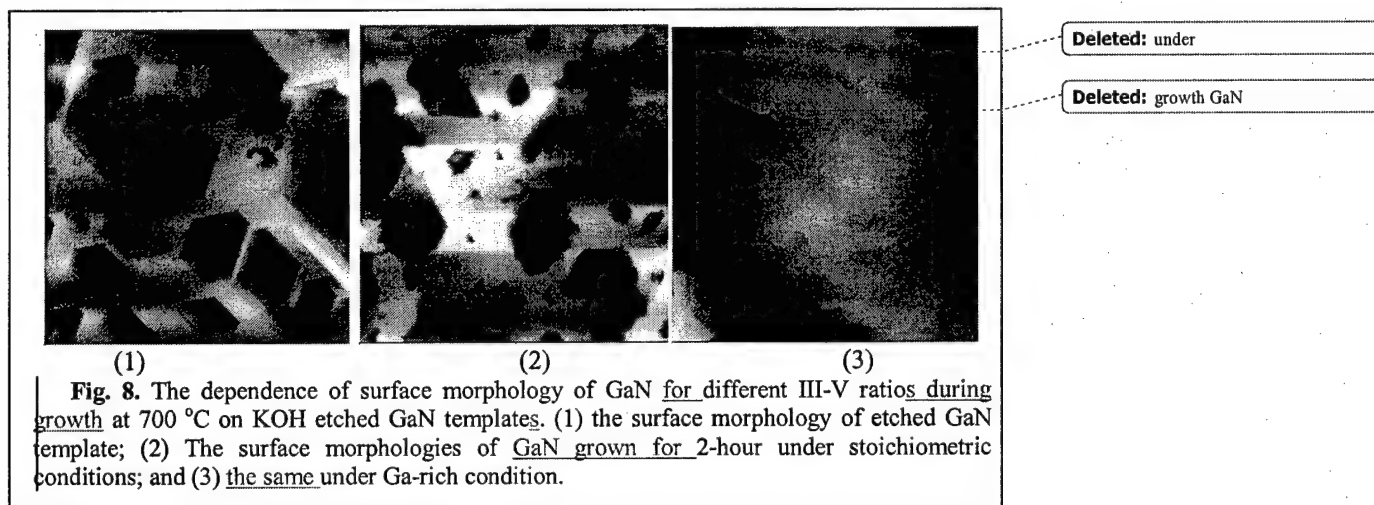 Deleted: under
Deleted: growth GaN
(1) (2) (3)
Fig. 8. The dependence of surface morphology of GaN for different III-V ratios during
growth at 700 °C on KOH etched GaN templates. (1) the surface morphology of etched GaN
template; (2) The surface morphologies of GaN grown for 2-hour under stoichiometric
conditions; and (3) the same under Ga-rich condition.